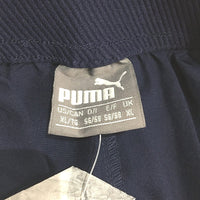 PUMA
US/CAN D/I E/F UK
XL/TG 56/58 56/58 XL